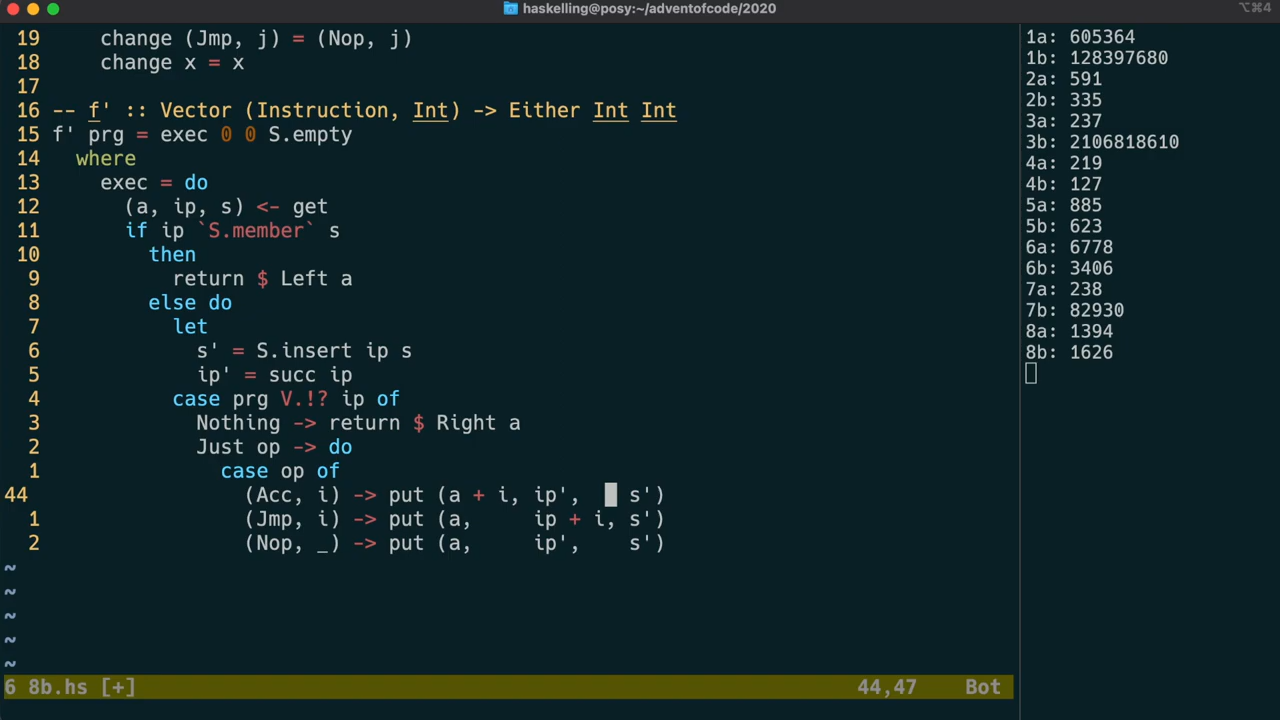 haskelling@posy:~/adventofcode/2020
⌥⌘4
19 change (Jmp, j) = (Nop, j)
18 change x = x
17
16 -- f' :: Vector (Instruction, Int) -> Either Int Int
15 f' prg = exec 0 0 S.empty
14 where
13 exec = do
12 (a, ip, s) <- get
11 if ip `S.member` s
10 then
9 return $ Left a
8 else do
7 let
6 s' = S.insert ip s
5 ip' = succ ip
4 case prg V.!? ip of
3 Nothing -> return $ Right a
2 Just op -> do
1 case op of
44 (Acc, i) -> put (a + i, ip', s')
1 (Jmp, i) -> put (a, ip + i, s')
2 (Nop, _) -> put (a, ip', s')
~
~
~
~
~
6 8b.hs [+] 44,47 Bot
1a: 605364
1b: 128397680
2a: 591
2b: 335
3a: 237
3b: 2106818610
4a: 219
4b: 127
5a: 885
5b: 623
6a: 6778
6b: 3406
7a: 238
7b: 82930
8a: 1394
8b: 1626